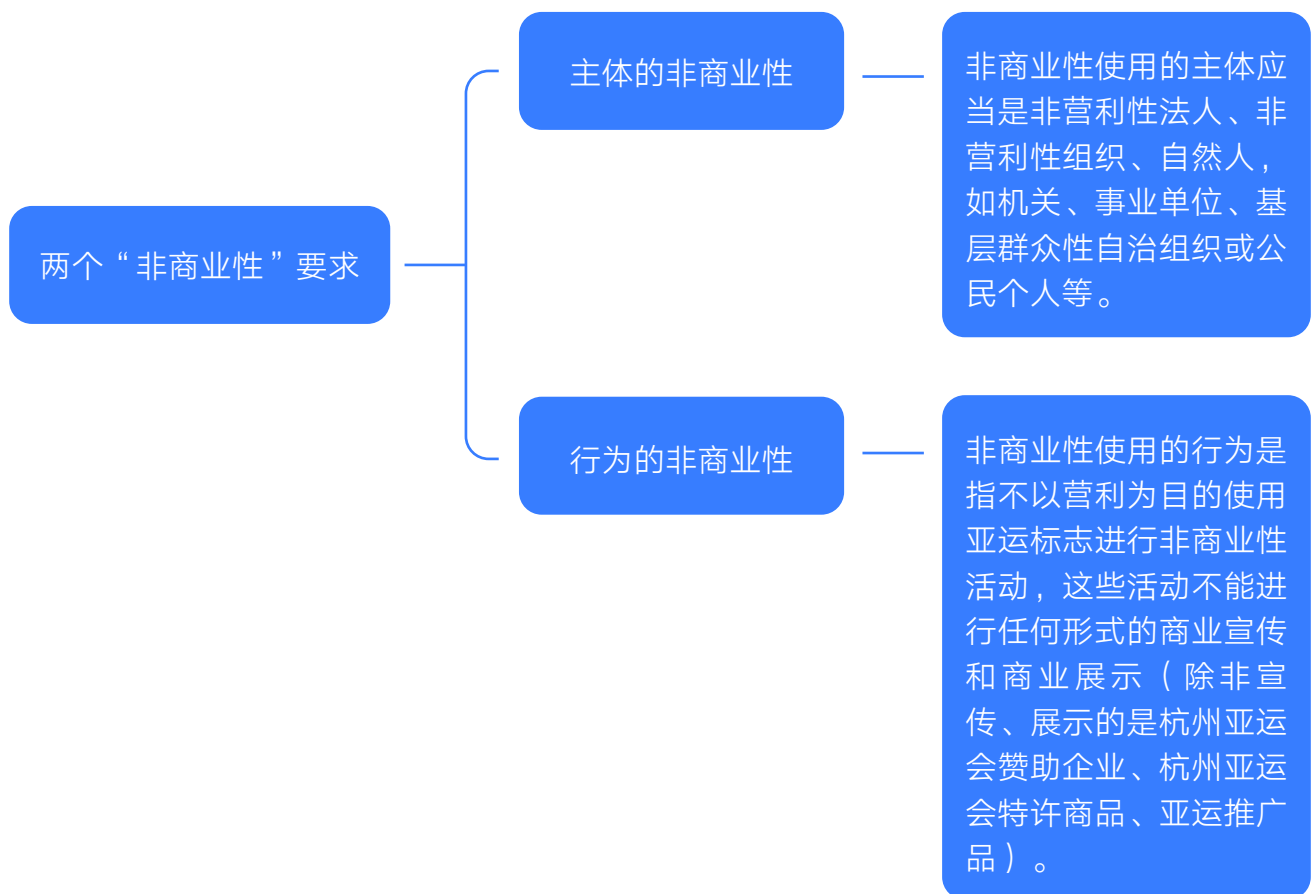 两个“非商业性”要求
主体的非商业性
非商业性使用的主体应
当是非营利性法人、非
营利性组织、自然人，
如机关、事业单位、基
层群众性自治组织或公
民个人等。
行为的非商业性
非商业性使用的行为是
指不以营利为目的使用
亚运标志进行非商业性
活动，这些活动不能进
行任何形式的商业宣传
和商业展示（除非宣
传、展示的是杭州亚运
会赞助企业、杭州亚运
会特许商品、亚运推广
品）。